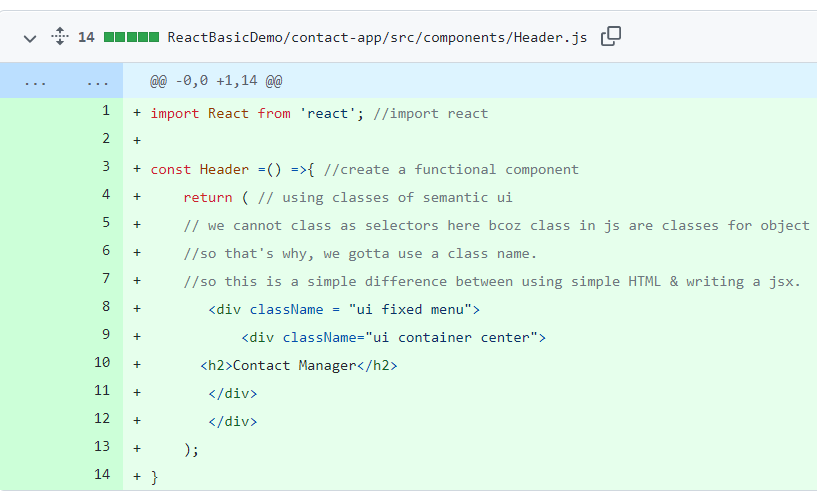 14 ReactBasicDemo/contact-app/src/components/Header.js
... ... @@ -0,0 +1,14 @@
1 + import React from 'react'; //import react
2 +
3 + const Header =() =>{ //create a functional component
4 +     return ( // using classes of semantic ui
5 +     // we cannot class as selectors here bcoz class in js are classes for object
6 +     //so that's why, we gotta use a class name.
7 +     //so this is a simple difference between using simple HTML & writing a jsx.
8 +        <div className = "ui fixed menu">
9 +            <div className="ui container center">
10 +       <h2>Contact Manager</h2>
11 +        </div>
12 +        </div>
13 +     );
14 + }